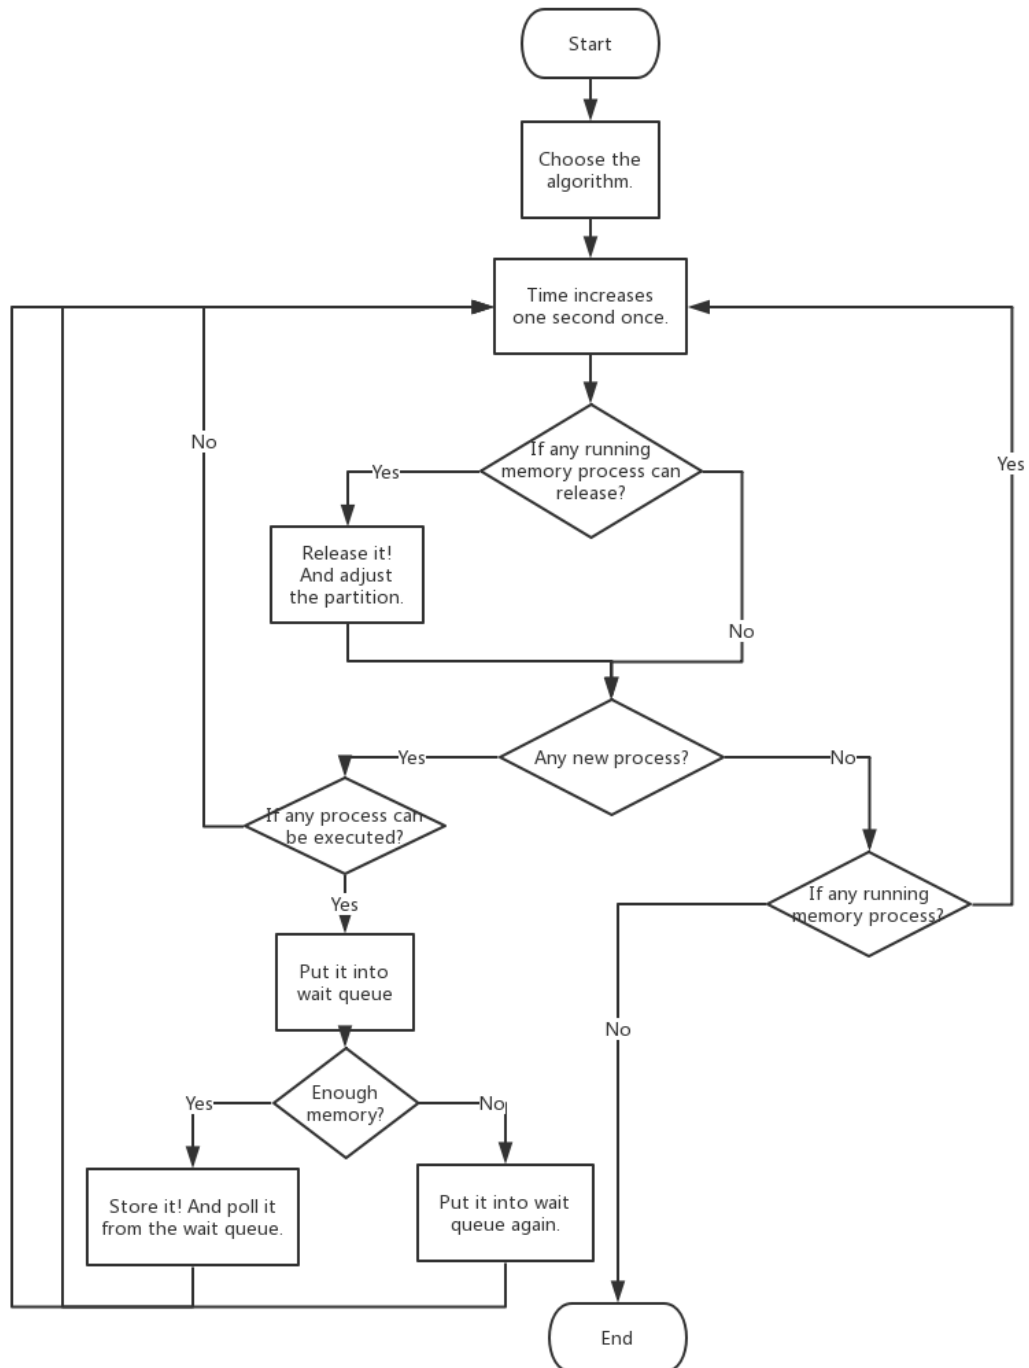 Start
Choose the
algorithm.
Time increases
one second once.
If any running
memory process can
release?
Yes
No
Yes
No
Release it!
And adjust
the partition.
Any new process?
Yes
No
If any process can
be executed?
Yes
If any running
memory process?
No
Put it into
wait queue
Enough
memory?
Yes
No
Store it! And poll it
from the wait queue.
Put it into wait
queue again.
End